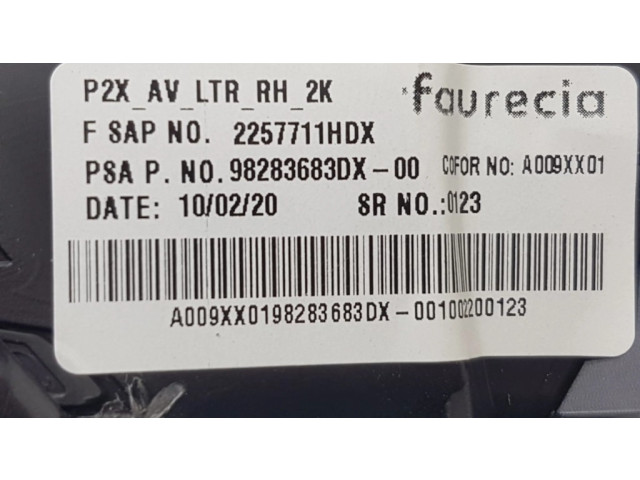 P2X_AV_LTR_RH_2K faurecia
F SAP NO. 2257711HDX
PSA P. NO. 98283683DX-00 COFOR NO: A009XX01
DATE: 10/02/20 SR NO.:0123
A009XX0198283683DX-001002200123